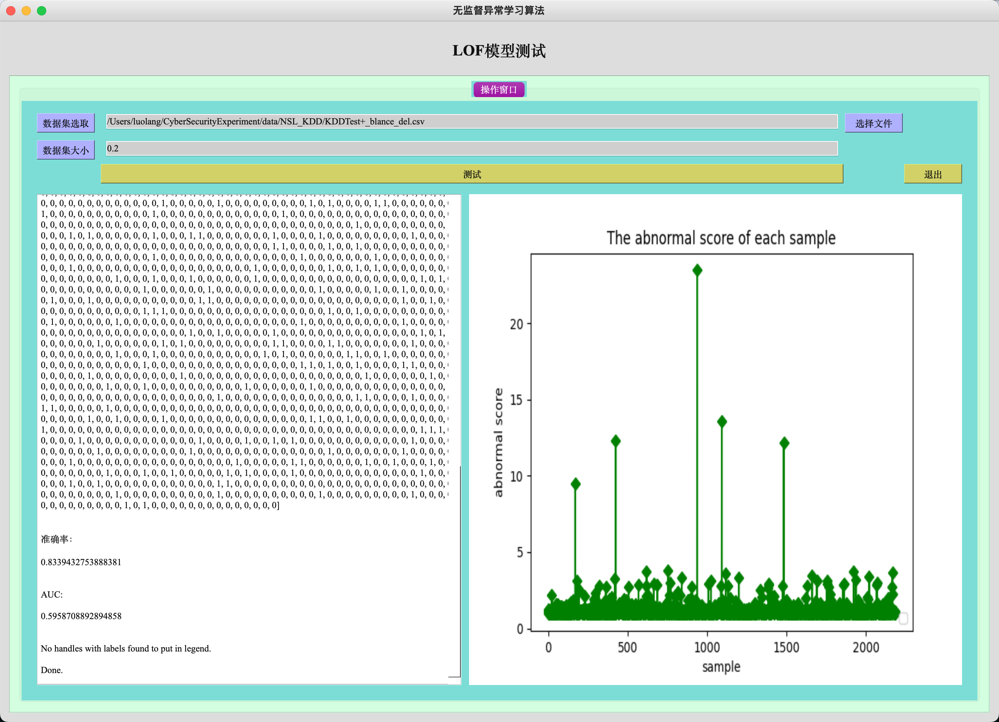 无监督异常学习算法
LOF模型测试
操作窗口
数据集选取
/Users/luolang/CyberSecurityExperiment/data/NSL_KDD/KDDTest+_blance_del.csv
选择文件
数据集大小
0.2
测试
退出
0, 0, 0, 0, 0, 0, 0, 0, 0, 0, 0, 0, 0, 1, 0, 0, 0, 0, 0, 1, 0, 0, 0, 0, 0, 0, 0, 0, 0, 1, 0, 1, 0, 0, 0, 0, 1, 1, 0, 0, 0, 0, 0, 0,
1, 0, 0, 0, 0, 0, 0, 0, 0, 0, 0, 0, 1, 0, 0, 0, 0, 0, 0, 0, 0, 0, 0, 0, 0, 0, 1, 0, 0, 0, 0, 0, 0, 0, 0, 0, 0, 0, 0, 0, 0, 0, 0, 0,
0, 0, 0, 0, 0, 0, 0, 0, 0, 0, 0, 0, 0, 0, 0, 0, 0, 0, 0, 0, 0, 0, 0, 0, 0, 0, 0, 0, 0, 0, 0, 0, 0, 0, 1, 0, 0, 0, 0, 0, 0, 0, 0, 0,
0, 0, 0, 1, 0, 1, 0, 0, 0, 0, 0, 0, 1, 0, 0, 0, 1, 1, 0, 0, 0, 0, 0, 0, 0, 1, 0, 0, 0, 0, 1, 0, 0, 0, 0, 0, 0, 0, 0, 0, 1, 0, 0, 0,
0, 0, 0, 0, 0, 0, 0, 0, 0, 0, 0, 0, 0, 0, 0, 0, 0, 0, 0, 0, 0, 0, 0, 0, 0, 1, 1, 0, 0, 0, 0, 1, 0, 0, 1, 0, 0, 0, 0, 0, 0, 0, 0, 0,
0, 0, 0, 0, 0, 0, 0, 0, 0, 0, 0, 0, 1, 0, 0, 0, 0, 0, 0, 0, 0, 0, 0, 0, 0, 0, 0, 0, 1, 0, 0, 0, 0, 0, 0, 0, 1, 0, 0, 0, 0, 0, 0, 0,
0, 0, 0, 1, 0, 0, 0, 0, 0, 0, 0, 0, 0, 0, 0, 0, 0, 0, 0, 0, 0, 0, 0, 1, 0, 0, 0, 0, 0, 0, 0, 1, 0, 0, 1, 0, 1, 0, 0, 0, 0, 0, 0, 0,
0, 0, 0, 0, 0, 0, 0, 0, 1, 0, 0, 0, 1, 0, 0, 0, 1, 0, 0, 0, 0, 0, 0, 1, 0, 0, 0, 0, 0, 0, 0, 0, 0, 0, 0, 0, 0, 0, 0, 0, 0, 1, 0, 1,
0, 0, 0, 0, 0, 0, 0, 0, 0, 0, 0, 1, 0, 0, 0, 0, 0, 0, 1, 0, 0, 0, 0, 0, 0, 0, 0, 0, 0, 0, 1, 0, 0, 0, 0, 0, 1, 0, 0, 1, 0, 0, 0, 0,
0, 1, 0, 0, 0, 1, 0, 0, 0, 0, 0, 0, 0, 0, 0, 0, 0, 1, 1, 0, 0, 0, 0, 0, 0, 0, 0, 0, 0, 0, 0, 0, 0, 0, 0, 0, 0, 0, 0, 1, 0, 0, 1, 0,
0, 0, 0, 0, 0, 0, 0, 0, 0, 0, 0, 1, 1, 1, 0, 0, 0, 0, 0, 0, 0, 0, 0, 0, 0, 0, 0, 0, 0, 0, 0, 1, 0, 0, 1, 0, 0, 0, 0, 0, 0, 0, 0, 0,
0, 1, 0, 0, 0, 0, 0, 0, 1, 0, 0, 0, 0, 0, 0, 0, 0, 0, 0, 0, 0, 0, 0, 0, 0, 0, 0, 0, 1, 0, 0, 0, 0, 0, 0, 0, 0, 0, 0, 1, 0, 0, 0, 0,
0, 0, 0, 0, 0, 0, 0, 0, 0, 0, 0, 0, 0, 0, 0, 0, 1, 0, 0, 1, 0, 0, 0, 0, 0, 1, 0, 0, 0, 0, 0, 0, 0, 0, 0, 0, 0, 0, 0, 0, 0, 1, 0, 1,
0, 0, 0, 0, 0, 0, 1, 0, 0, 0, 0, 0, 0, 1, 0, 1, 0, 0, 0, 0, 0, 0, 0, 0, 0, 1, 1, 0, 0, 0, 0, 1, 1, 0, 0, 0, 0, 0, 0, 0, 1, 0, 0, 0,
0, 0, 0, 0, 0, 0, 0, 0, 1, 0, 0, 0, 1, 0, 0, 0, 0, 0, 0, 0, 0, 0, 0, 0, 1, 0, 1, 0, 0, 0, 0, 0, 0, 1, 1, 0, 0, 1, 0, 0, 0, 0, 0, 0,
0, 0, 0, 0, 0, 0, 0, 0, 0, 0, 0, 1, 0, 0, 0, 0, 0, 0, 0, 0, 0, 0, 0, 0, 0, 0, 0, 0, 1, 1, 0, 1, 0, 0, 1, 0, 0, 0, 0, 1, 1, 0, 0, 0,
0, 0, 0, 0, 0, 1, 0, 0, 0, 0, 0, 0, 0, 0, 0, 1, 0, 0, 0, 0, 0, 0, 0, 0, 0, 0, 0, 0, 0, 0, 0, 0, 0, 0, 0, 1, 0, 0, 0, 0, 0, 0, 1, 0,
0, 0, 0, 0, 0, 0, 0, 1, 0, 0, 0, 1, 0, 0, 0, 0, 0, 0, 0, 0, 0, 0, 1, 0, 0, 0, 0, 0, 0, 1, 0, 0, 0, 0, 0, 0, 0, 0, 0, 0, 0, 0, 0, 0,
0, 0, 0, 0, 0, 0, 0, 0, 0, 0, 0, 0, 0, 0, 0, 0, 0, 0, 0, 1, 0, 0, 0, 0, 0, 0, 0, 0, 0, 0, 0, 0, 0, 0, 1, 1, 0, 0, 0, 0, 1, 0, 0, 0,
1, 1, 0, 0, 0, 0, 0, 1, 0, 0, 0, 0, 0, 0, 0, 0, 0, 0, 0, 0, 0, 0, 0, 0, 0, 0, 0, 0, 0, 0, 0, 0, 0, 0, 0, 0, 0, 0, 0, 0, 0, 0, 0, 0,
0, 0, 0, 0, 0, 1, 0, 0, 1, 0, 0, 0, 0, 1, 0, 0, 0, 0, 0, 0, 0, 0, 0, 0, 0, 0, 0, 0, 0, 1, 1, 0, 0, 1, 0, 0, 0, 0, 0, 0, 0, 0, 0, 0,
1, 0, 0, 0, 0, 0, 0, 0, 0, 0, 0, 0, 0, 0, 0, 0, 0, 0, 0, 0, 0, 0, 0, 0, 0, 0, 0, 0, 0, 0, 0, 0, 0, 0, 0, 0, 0, 0, 0, 0, 0, 1, 1, 1,
0, 0, 0, 0, 1, 0, 0, 0, 0, 0, 0, 0, 0, 0, 0, 0, 0, 1, 0, 0, 0, 0, 1, 0, 0, 1, 0, 1, 0, 0, 0, 0, 0, 0, 0, 0, 0, 0, 0, 0, 1, 0, 0, 0,
0, 0, 0, 0, 0, 0, 1, 0, 0, 0, 0, 0, 0, 0, 0, 0, 1, 0, 0, 0, 0, 0, 0, 0, 0, 0, 0, 0, 0, 0, 0, 1, 0, 0, 0, 0, 0, 0, 0, 1, 0, 0, 0, 0,
0, 0, 0, 1, 0, 0, 0, 0, 0, 0, 0, 0, 0, 0, 0, 0, 0, 0, 0, 0, 0, 1, 0, 0, 0, 0, 0, 1, 1, 0, 0, 0, 0, 0, 0, 1, 0, 0, 1, 0, 0, 0, 1, 0,
0, 0, 0, 0, 0, 0, 0, 1, 0, 0, 0, 1, 0, 0, 1, 0, 0, 0, 0, 0, 1, 0, 1, 0, 0, 0, 0, 1, 0, 0, 0, 0, 0, 0, 0, 0, 0, 0, 0, 0, 0, 1, 0, 0,
0, 0, 0, 1, 0, 0, 1, 0, 0, 0, 0, 0, 0, 0, 0, 0, 0, 0, 0, 1, 1, 0, 0, 0, 0, 0, 0, 0, 0, 0, 0, 0, 0, 0, 0, 0, 0, 0, 0, 0, 0, 0, 0, 0,
0, 0, 0, 0, 0, 0, 0, 0, 1, 0, 0, 0, 0, 0, 0, 0, 0, 0, 0, 1, 0, 0, 0, 0, 0, 0, 0, 0, 0, 0, 1, 0, 0, 0, 0, 0, 0, 0, 0, 0, 1, 0, 0, 0,
0, 0, 0, 0, 0, 0, 0, 0, 0, 1, 0, 1, 0, 0, 0, 0, 0, 0, 0, 0, 0, 0, 0, 0, 0, 0]
准确率：
0.8339432753888381
AUC:
0.5958708892894858
No handles with labels found to put in legend.
Done.
The abnormal score of each sample
abnormal score
20
15
10
5
0
0 500 1000 1500 2000
sample